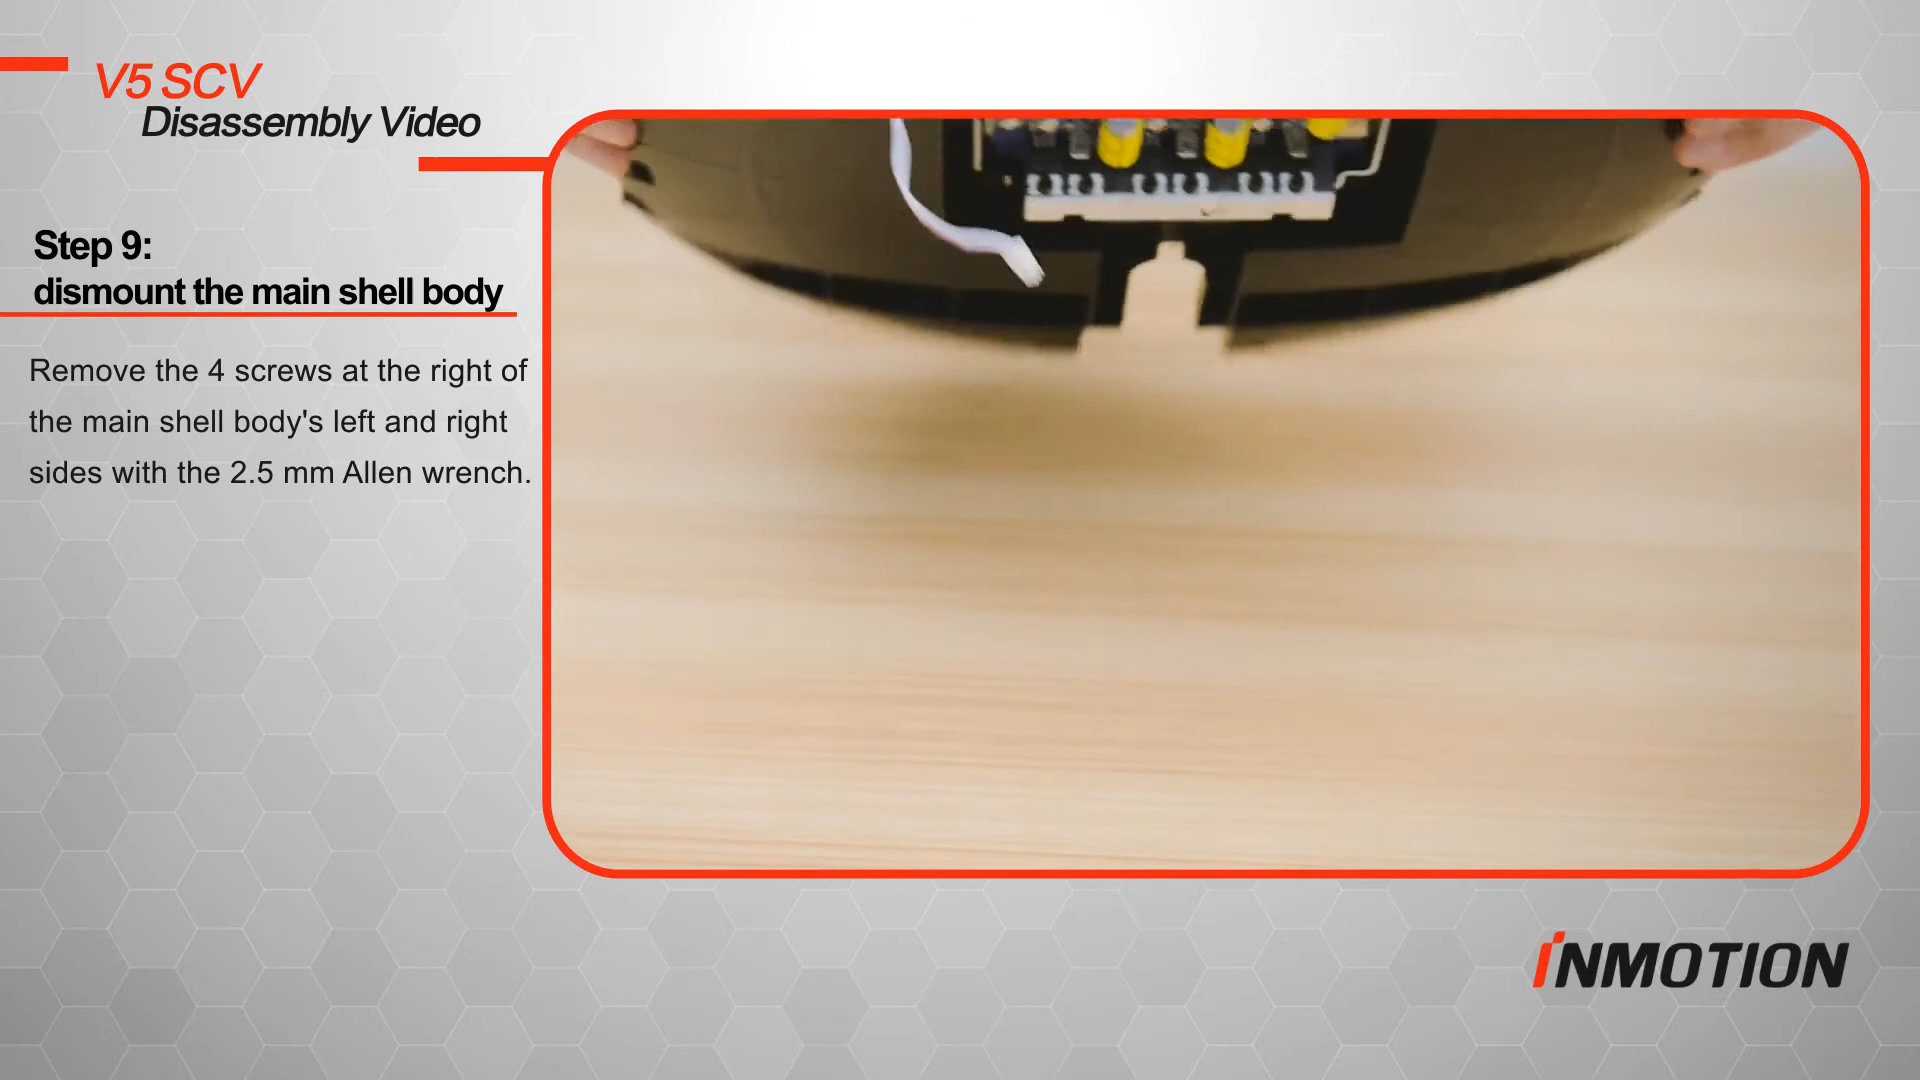 V5 SCV
Disassembly Video
Step 9:
dismount the main shell body
Remove the 4 screws at the right of
the main shell body's left and right
sides with the 2.5 mm Allen wrench.
INMOTION